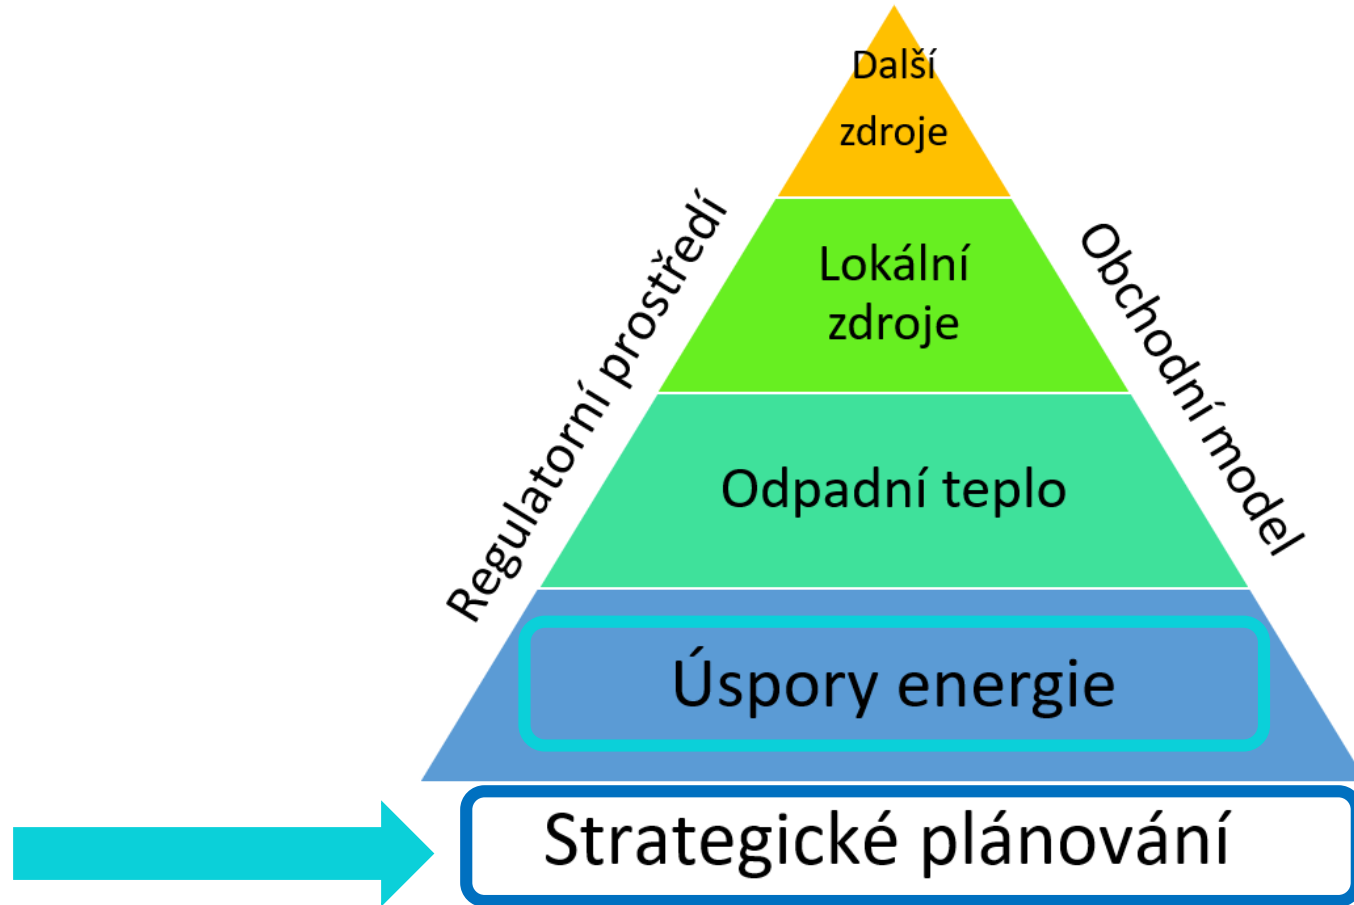 Další
zdroje
Regulatorní prostředí
Lokální
zdroje
Obchodní model
Odpadní teplo
Úspory energie
Strategické plánování